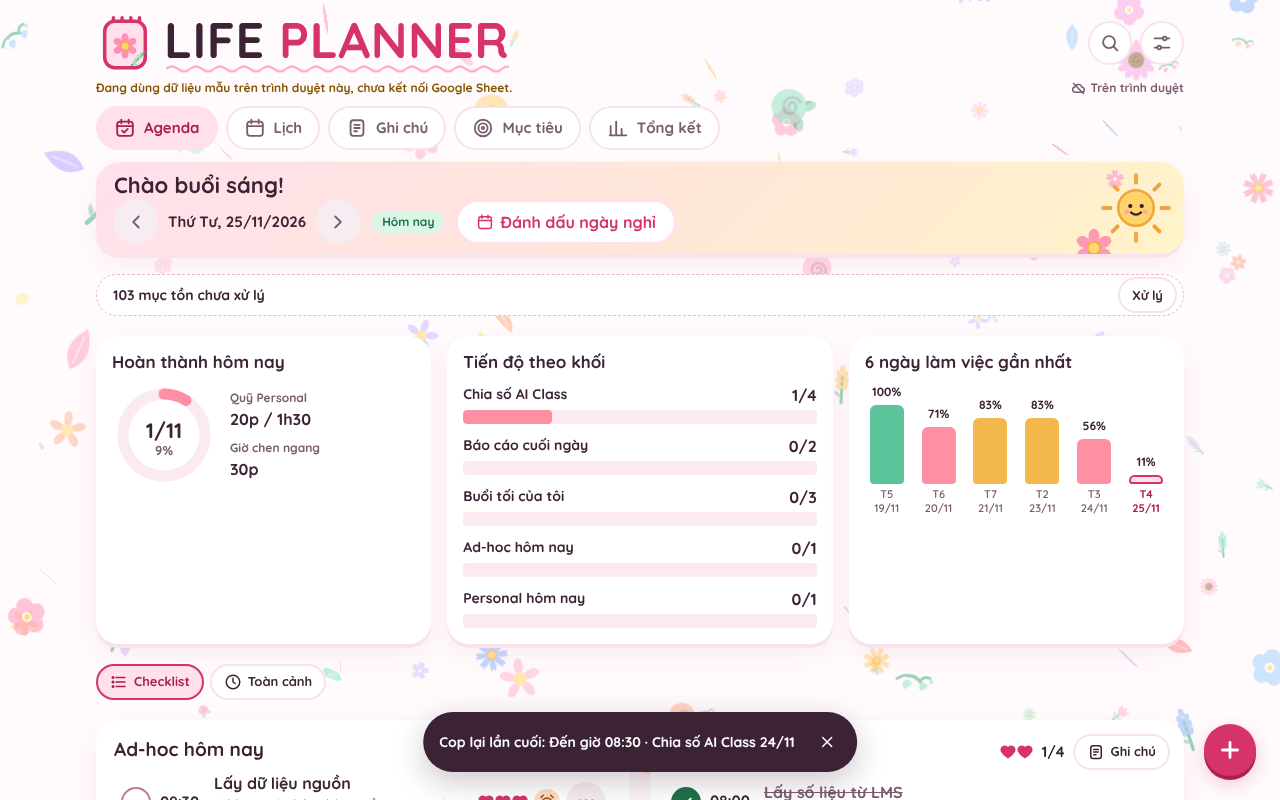 LIFE PLANNER
Đang dùng dữ liệu mẫu trên trình duyệt này, chưa kết nối Google Sheet.
Trên trình duyệt
Agenda
Lịch
Ghi chú
Mục tiêu
Tổng kết
Chào buổi sáng!
Thứ Tư, 25/11/2026
Hôm nay
Đánh dấu ngày nghỉ
103 mục tồn chưa xử lý
Xử lý
Hoàn thành hôm nay
1/11
9%
Quỹ Personal
20p / 1h30
Giờ chen ngang
30p
Tiến độ theo khối
Chia số AI Class 1/4
Báo cáo cuối ngày 0/2
Buổi tối của tôi 0/3
Ad-hoc hôm nay 0/1
Personal hôm nay 0/1
6 ngày làm việc gần nhất
100% 71% 83% 83% 56% 11%
T5 T6 T7 T2 T3 T4
19/11 20/11 21/11 23/11 24/11 25/11
Checklist
Toàn cảnh
Ad-hoc hôm nay
Lấy dữ liệu nguồn
Cop lại lần cuối: Đến giờ 08:30 · Chia số AI Class 24/11
1/4
Ghi chú
Lấy số liệu từ LMS